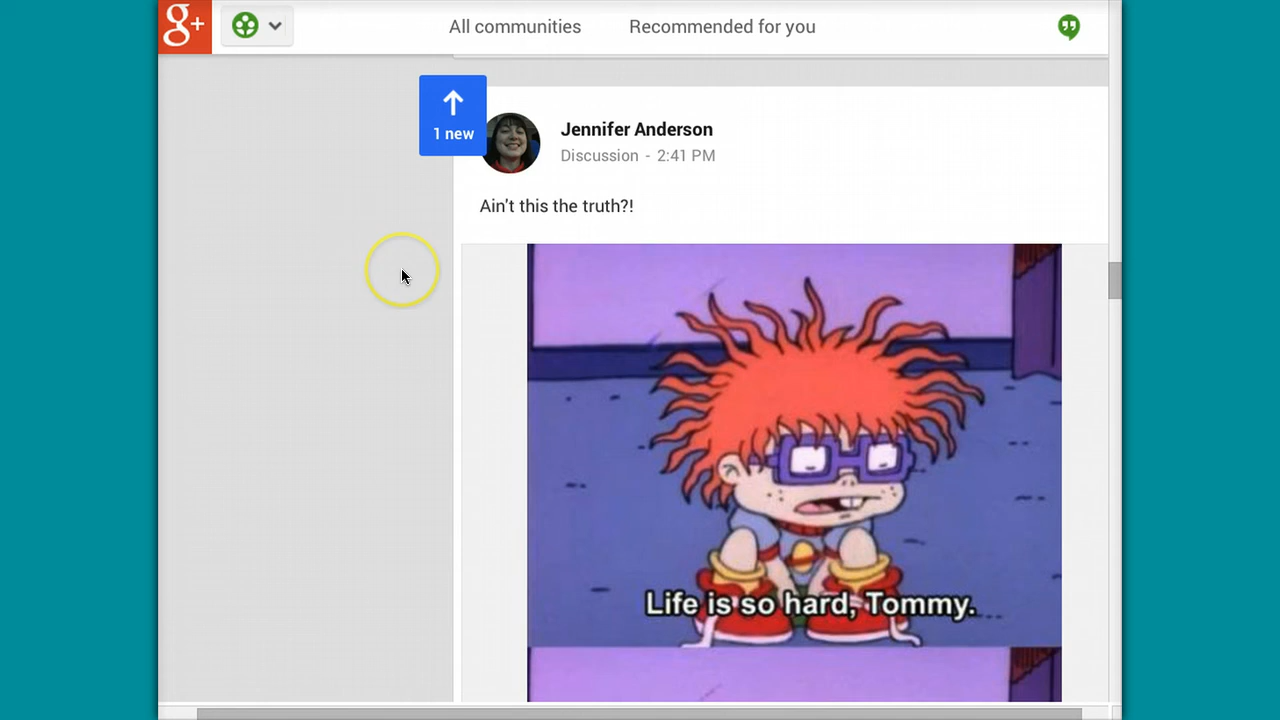 g+
All communities
Recommended for you
1 new
Jennifer Anderson
Discussion - 2:41 PM
Ain't this the truth?!
Life is so hard, Tommy.